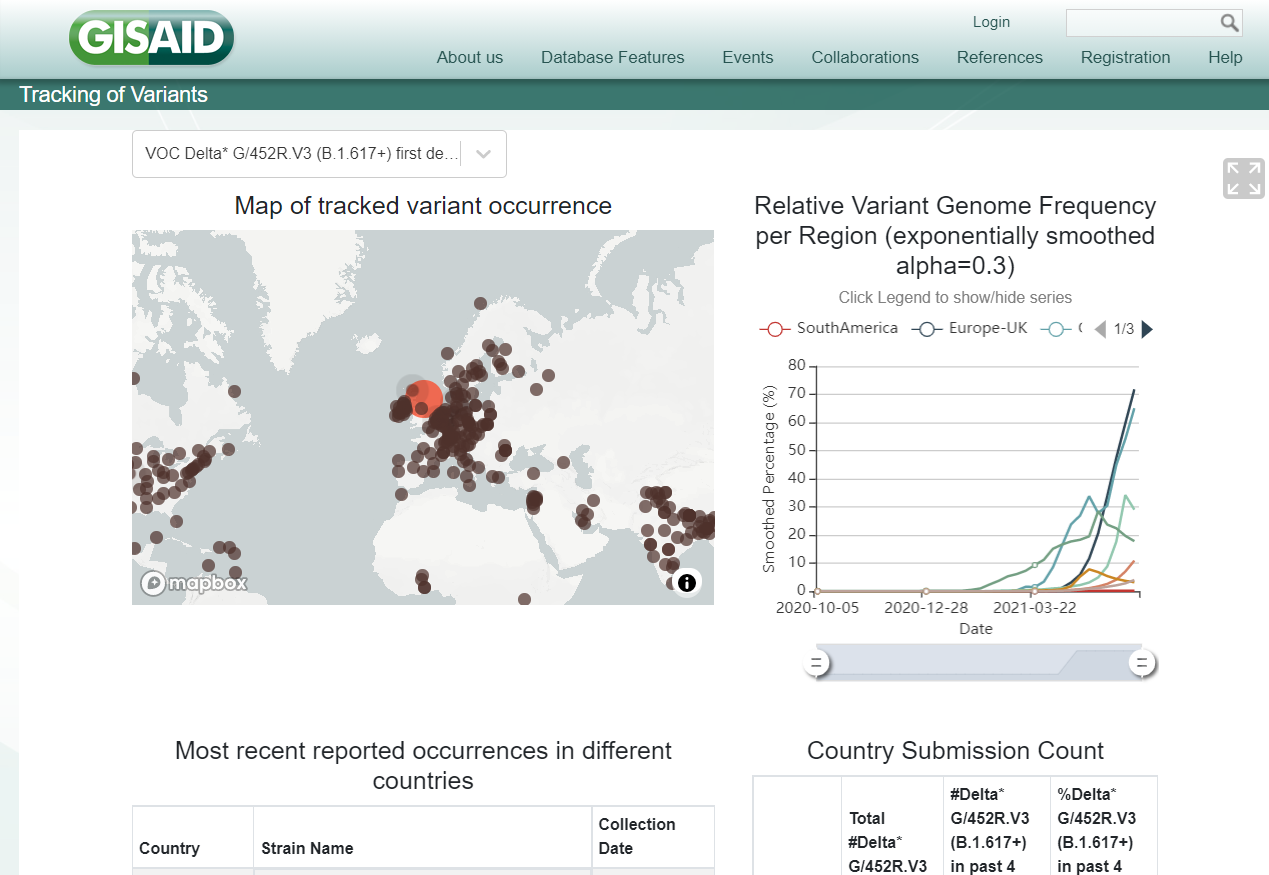 GISAID
Login
About us
Database Features
Events
Collaborations
References
Registration
Help
Tracking of Variants
VOC Delta* G/452R.V3 (B.1.617+) first de...
Map of tracked variant occurrence
mapbox
Relative Variant Genome Frequency
per Region (exponentially smoothed
alpha=0.3)
Click Legend to show/hide series
SouthAmerica
Europe-UK
1/3
Smoothed Percentage (%)
80
70
60
50
40
30
20
10
0
2020-10-05
2020-12-28
2021-03-22
Date
Most recent reported occurrences in different
countries
Country
Strain Name
Collection
Date
Country Submission Count
Total
#Delta*
G/452R.V3
#Delta*
G/452R.V3
(B.1.617+)
in past 4
%Delta*
G/452R.V3
(B.1.617+)
in past 4